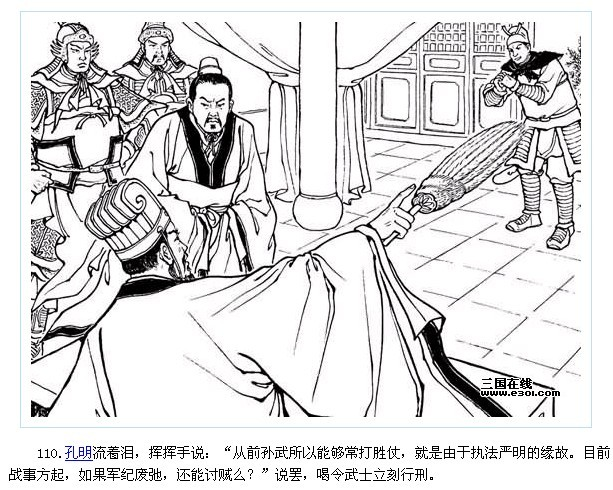 三国在线
www.e3ol.com
110.孔明流着泪，挥挥手说：“从前孙武所以能够常打胜仗，就是由于执法严明的缘故。目前
战事方起，如果军纪废弛，还能讨贼么？”说罢，喝令武士立刻行刑。